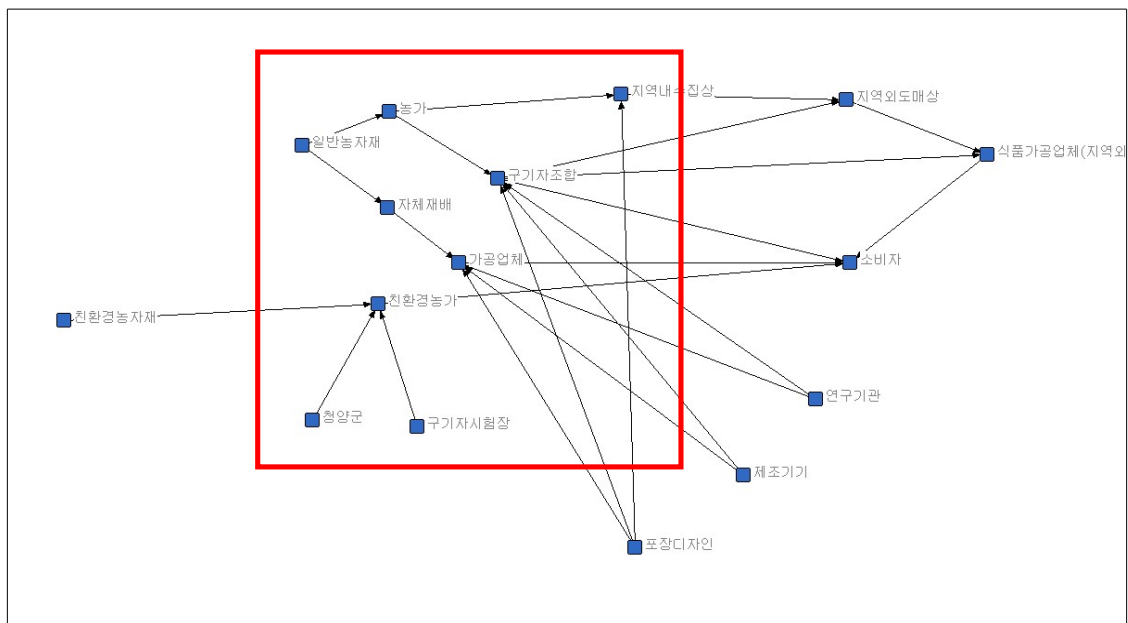 지역내수집상
지역외도매상
농가
일반농자재
식품가공업체(지역외
구기자조합
자체재배
가공업체
소비자
친환경농가
친환경농자재
연구기관
청양군
구기자시험장
제조기기
포장디자인